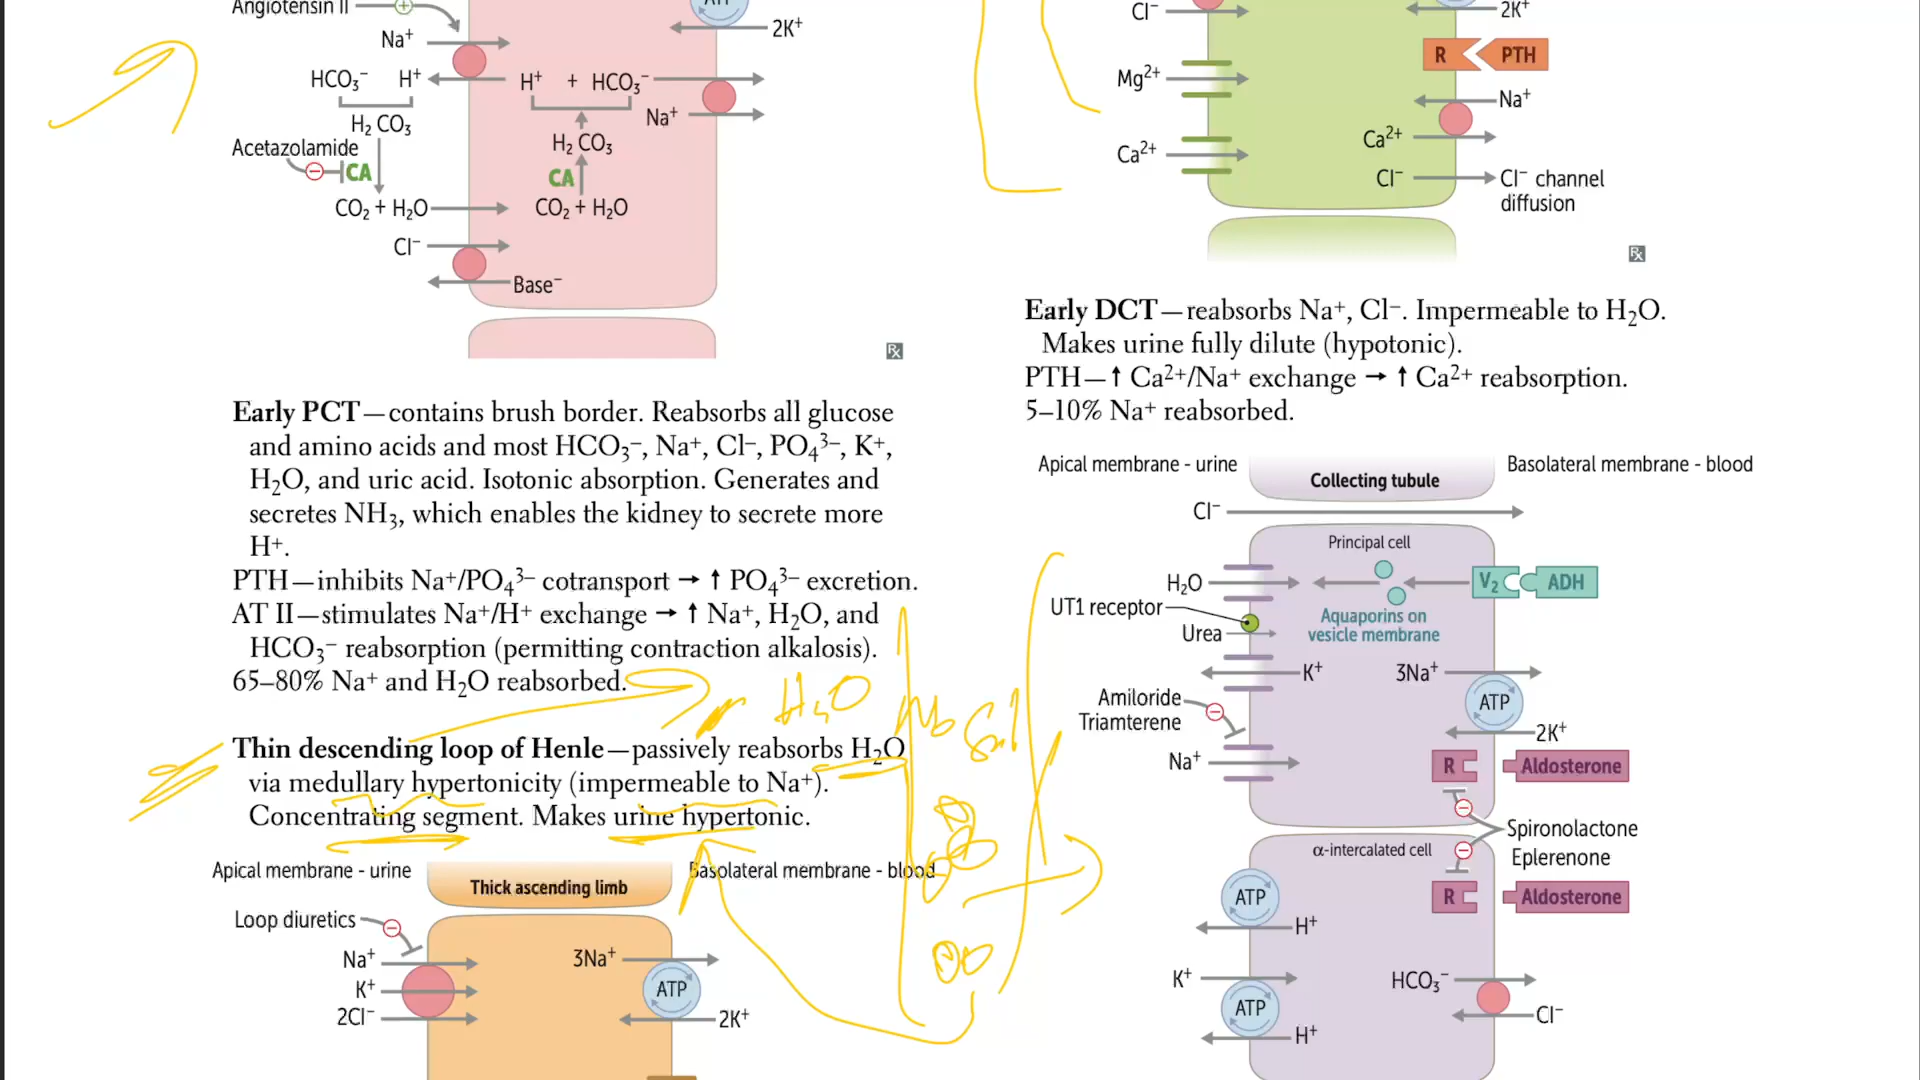 Angiotensin II
+
ATP
2K⁺
Na⁺
HCO₃⁻ H⁺
H⁺ + HCO₃⁻
Na⁺
H₂ CO₃
H₂ CO₃
Acetazolamide
CA
CA
CO₂ + H₂O
CO₂ + H₂O
Cl⁻
Base⁻
Rx
Early PCT—contains brush border. Reabsorbs all glucose
and amino acids and most HCO₃⁻, Na⁺, Cl⁻, PO₄³⁻, K⁺,
H₂O, and uric acid. Isotonic absorption. Generates and
secretes NH₃, which enables the kidney to secrete more
H⁺.
PTH—inhibits Na⁺/PO₄³⁻ cotransport → ↑ PO₄³⁻ excretion.
AT II—stimulates Na⁺/H⁺ exchange → ↑ Na⁺, H₂O, and
HCO₃⁻ reabsorption (permitting contraction alkalosis).
65–80% Na⁺ and H₂O reabsorbed.
H₂O
Thin descending loop of Henle—passively reabsorbs H₂O
via medullary hypertonicity (impermeable to Na⁺).
Concentrating segment. Makes urine hypertonic.
Apical membrane - urine
Thick ascending limb
Basolateral membrane - blood
Loop diuretics
Na⁺
K⁺
2Cl⁻
3Na⁺
ATP
2K⁺
Cl⁻
2K⁺
R PTH
Mg²⁺
Na⁺
Ca²⁺
Ca²⁺
Cl⁻
Cl⁻ channel
diffusion
Rx
Early DCT—reabsorbs Na⁺, Cl⁻. Impermeable to H₂O.
Makes urine fully dilute (hypotonic).
PTH—↑ Ca²⁺/Na⁺ exchange → ↑ Ca²⁺ reabsorption.
5–10% Na⁺ reabsorbed.
Apical membrane - urine
Collecting tubule
Basolateral membrane - blood
Cl⁻
Principal cell
H₂O
V₂ ADH
UT1 receptor
Aquaporins on
vesicle membrane
Urea
K⁺
3Na⁺
Amiloride
Triamterene
ATP
2K⁺
Na⁺
R Aldosterone
Spironolactone
Eplerenone
α-intercalated cell
R Aldosterone
ATP
H⁺
K⁺
HCO₃⁻
ATP
Cl⁻
H⁺